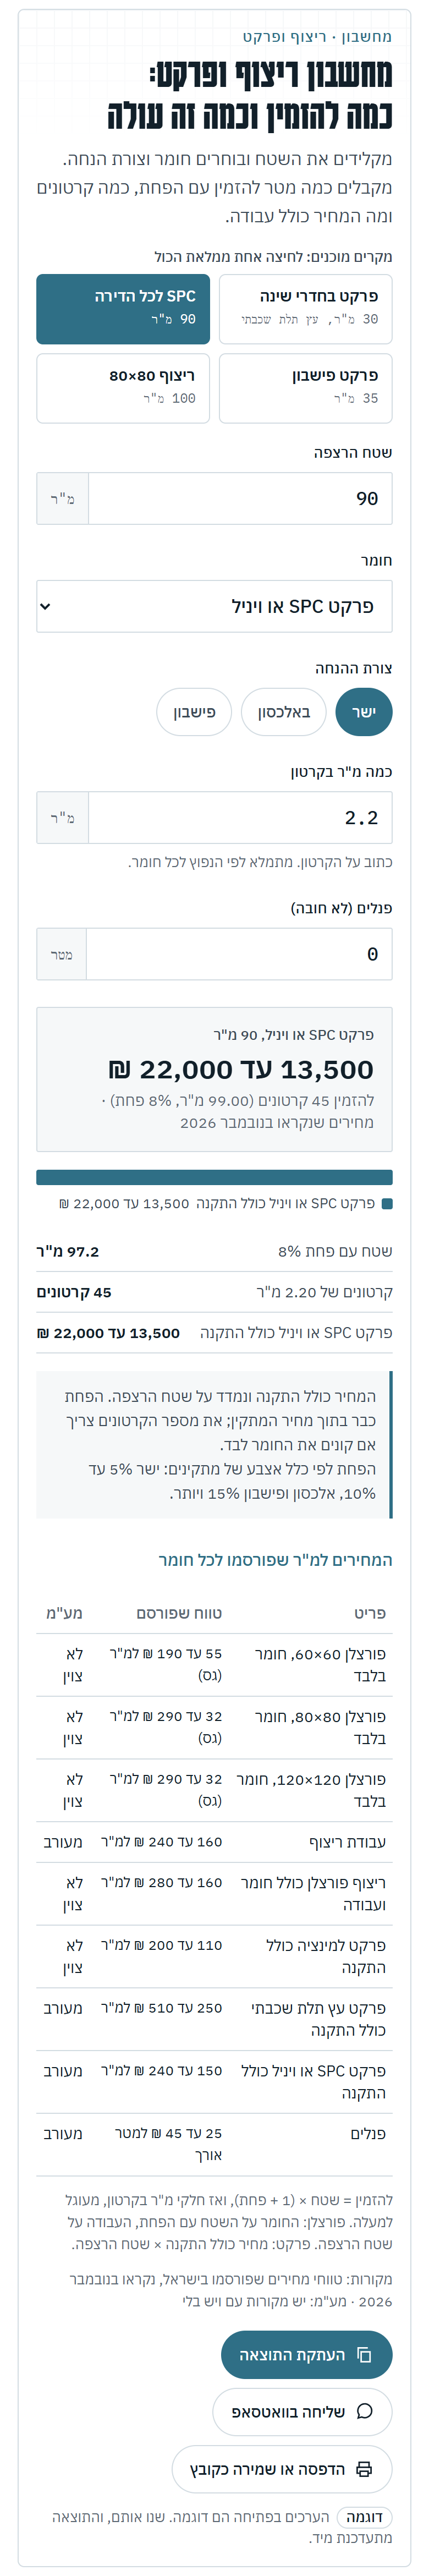 מחשבון · ריצוף ופרקט
מחשבון ריצוף ופרקט:
כמה להזמין וכמה זה עולה
מקלידים את השטח ובוחרים חומר וצורת הנחה.
מקבלים כמה מטר להזמין עם הפחת, כמה קרטונים
ומה המחיר כולל עבודה.
מקרים מוכנים: לחיצה אחת ממלאת הכול
פרקט בחדרי שינה
30 מ"ר, עץ תלת שכבתי
SPC לכל הדירה
90 מ"ר
פרקט פישבון
35 מ"ר
ריצוף 80×80
100 מ"ר
שטח הרצפה
90
מ"ר
חומר
פרקט SPC או ויניל
צורת ההנחה
ישר
באלכסון
פישבון
כמה מ"ר בקרטון
2.2
מ"ר
כתוב על הקרטון. מתמלא לפי הנפוץ לכל חומר.
פנלים (לא חובה)
0
מטר
פרקט SPC או ויניל, 90 מ"ר
13,500 עד 22,000 ₪
להזמין 45 קרטונים (99.00 מ"ר, 8% פחת) ·
מחירים שנקראו בנובמבר 2026
פרקט SPC או ויניל כולל התקנה 13,500 עד 22,000 ₪
שטח עם פחת 8%
97.2 מ"ר
קרטונים של 2.20 מ"ר
45 קרטונים
פרקט SPC או ויניל כולל התקנה
13,500 עד 22,000 ₪
המחיר כולל התקנה ונמדד על שטח הרצפה. הפחת
כבר בתוך מחיר המתקין; את מספר הקרטונים צריך
אם קונים את החומר לבד.
הפחת לפי כלל אצבע של מתקינים: ישר 5% עד
10%, אלכסון ופישבון 15% ויותר.
המחירים למ"ר שפורסמו לכל חומר
פריט
טווח שפורסם
מע"מ
פורצלן 60×60, חומר
בלבד
55 עד 190 ₪ למ"ר
(גס)
לא
צוין
פורצלן 80×80, חומר
בלבד
32 עד 290 ₪ למ"ר
(גס)
לא
צוין
פורצלן 120×120, חומר
בלבד
32 עד 290 ₪ למ"ר
(גס)
לא
צוין
עבודת ריצוף
160 עד 240 ₪ למ"ר
מעורב
ריצוף פורצלן כולל חומר
ועבודה
160 עד 280 ₪ למ"ר
לא
צוין
פרקט למינציה כולל
התקנה
110 עד 200 ₪ למ"ר
לא
צוין
פרקט עץ תלת שכבתי
כולל התקנה
250 עד 510 ₪ למ"ר
מעורב
פרקט SPC או ויניל כולל
התקנה
150 עד 240 ₪ למ"ר
מעורב
פנלים
25 עד 45 ₪ למטר
אורך
מעורב
להזמין = שטח × (1 + פחת), ואז חלקי מ"ר בקרטון, מעוגל
למעלה. פורצלן: החומר על השטח עם הפחת, העבודה על
שטח הרצפה. פרקט: מחיר כולל התקנה × שטח הרצפה.
מקורות: טווחי מחירים שפורסמו בישראל, נקראו בנובמבר
2026 · מע"מ: יש מקורות עם ויש בלי
העתקת התוצאה
שליחה בוואטסאפ
הדפסה או שמירה כקובץ
דוגמה הערכים בפתיחה הם דוגמה. שנו אותם, והתוצאה
מתעדכנת מיד.